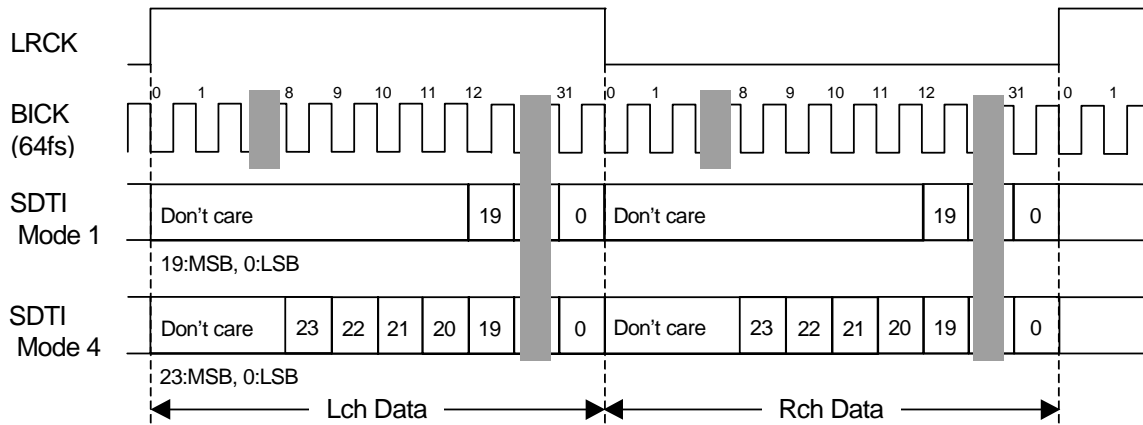 LRCK
0 1 8 9 10 11 12 31 0 1 8 9 10 11 12 31 0 1
BICK
(64fs)
SDTI
Mode 1
Don't care 19 0 Don't care 19 0
19:MSB, 0:LSB
SDTI
Mode 4
Don't care 23 22 21 20 19 0 Don't care 23 22 21 20 19 0
23:MSB, 0:LSB
Lch Data Rch Data